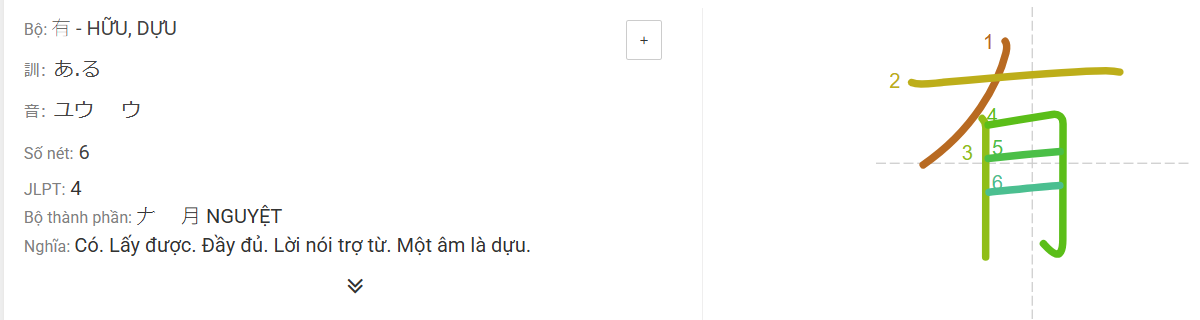 Bộ: 有 - HỮU, DỰU
+
訓: あ.る
音: ユウ ウ
Số nét: 6
JLPT: 4
Bộ thành phần: ナ 月 NGUYỆT
Nghĩa: Có. Lấy được. Đầy đủ. Lời nói trợ từ. Một âm là dựu.
有
1
2
3
4
5
6